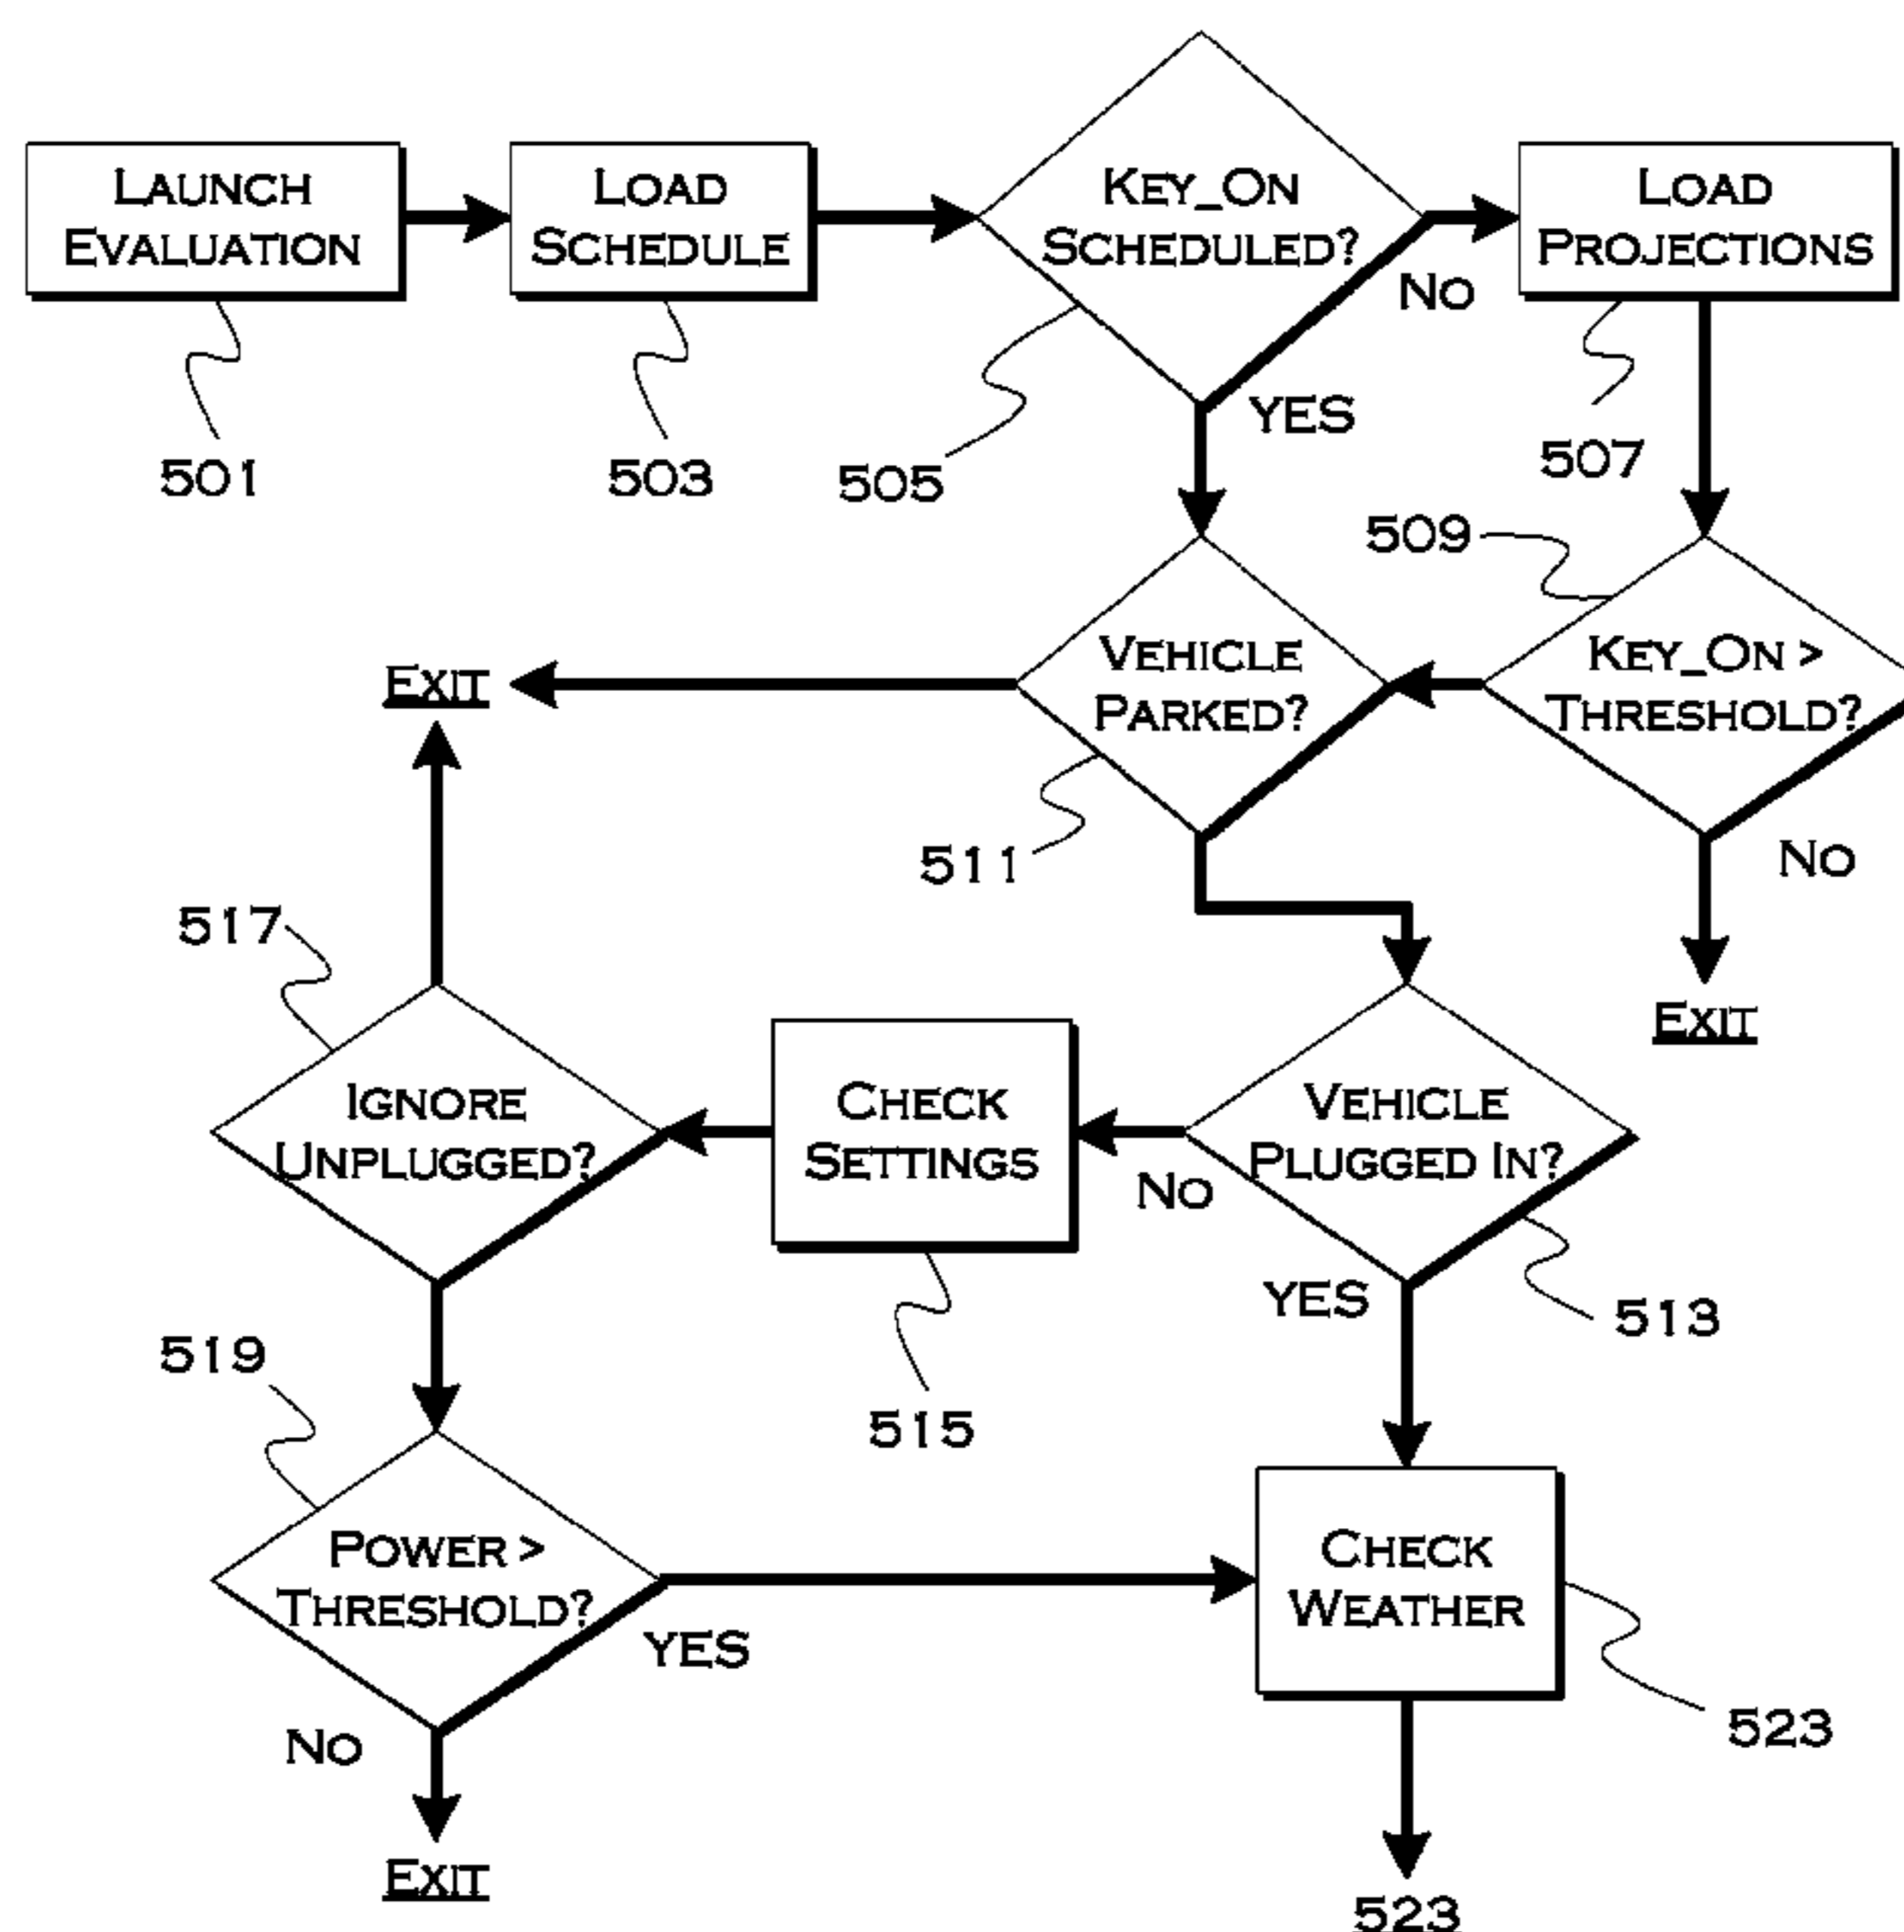 LAUNCH
EVALUATION
LOAD
SCHEDULE
KEY_ON
SCHEDULED?
LOAD
PROJECTIONS
NO
YES
501
503
505
507
509
VEHICLE
PARKED?
KEY_ON >
THRESHOLD?
EXIT
511
NO
517
EXIT
IGNORE
UNPLUGGED?
CHECK
SETTINGS
VEHICLE
PLUGGED IN?
NO
YES
513
519
515
POWER >
THRESHOLD?
CHECK
WEATHER
YES
NO
523
EXIT
523